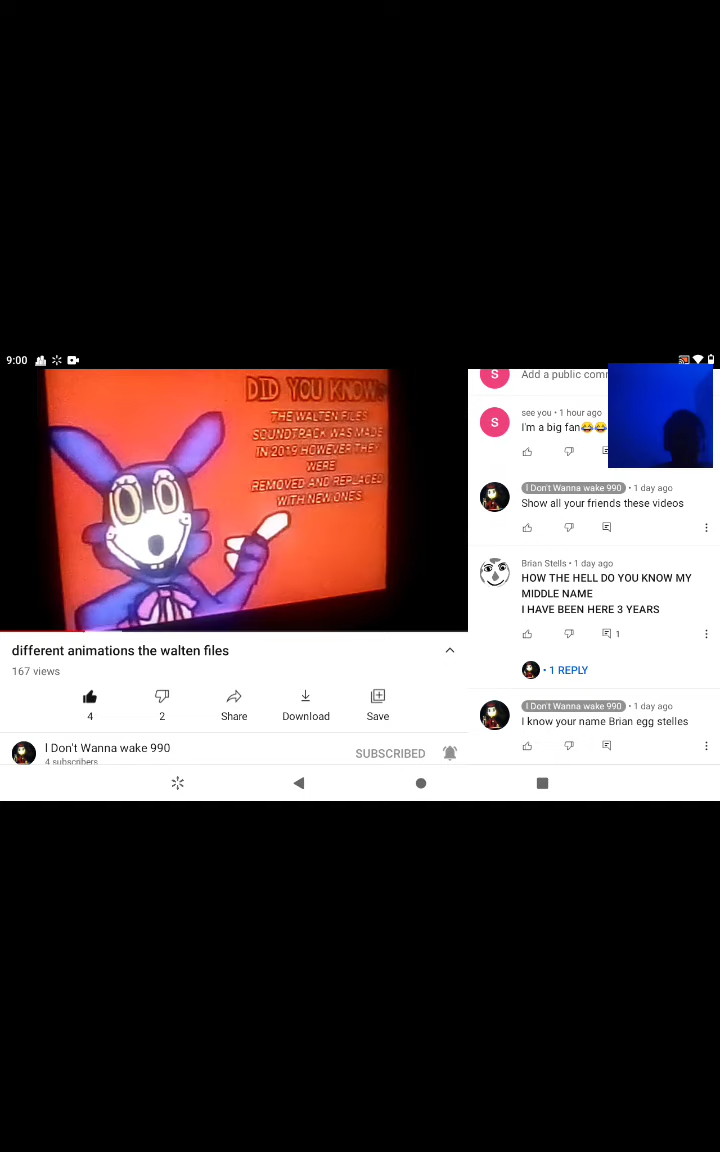 9:00
DID YOU KNOW
THE WALTEN FILES
SOUNDTRACK WAS MADE
IN 2019 HOWEVER THEY
WERE
REMOVED AND REPLACED
WITH NEW ONES
different animations the walten files
167 views
4
2
Share
Download
Save
I Don't Wanna wake 990
4 subscribers
SUBSCRIBED
S
Add a public
S
see you • 1 hour ago
I'm a big fan😂😂
I Don't Wanna wake 990 • 1 day ago
Show all your friends these videos
Brian Stells • 1 day ago
HOW THE HELL DO YOU KNOW MY
MIDDLE NAME
I HAVE BEEN HERE 3 YEARS
1
• 1 REPLY
I Don't Wanna wake 990 • 1 day ago
I know your name Brian egg stelles